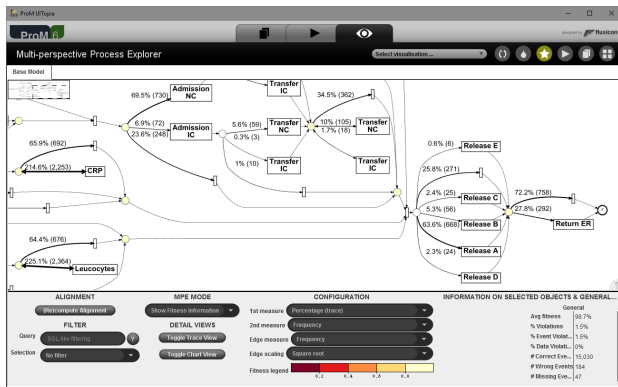 ProM UITopia
ProM 6
designed by fluxicon
Multi-perspective Process Explorer
Select visualisation ...
Base Model
69.5% (730)
Admission NC
6.9% (72)
23.6% (248)
Admission IC
Transfer IC
5.6% (59)
0.3% (3)
Transfer NC
1% (10)
Transfer IC
34.5% (362)
10% (105)
1.7% (18)
Transfer NC
Transfer IC
65.9% (692)
214.6% (2,253)
CRP
64.4% (676)
225.1% (2,364)
Leucocytes
0.6% (6)
Release E
25.8% (271)
2.4% (25)
Release C
5.3% (56)
Release B
63.6% (668)
Release A
2.3% (24)
Release D
72.2% (758)
27.8% (292)
Return ER
ALIGNMENT
(Re)compute Alignment
FILTER
Query
SQL-like filtering
?
Selection
No filter
MPE MODE
Show Fitness Information
DETAIL VIEWS
Toggle Trace View
Toggle Chart View
CONFIGURATION
1st measure
Percentage (trace)
2nd measure
Frequency
Edge measure
Frequency
Edge scaling
Square root
Fitness legend
0.2
0.4
0.6
0.8
INFORMATION ON SELECTED OBJECTS & GENERAL...
General
Avg fitness 98.7%
% Violations 1.5%
% Event Violat... 1.5%
% Data Violati... 0%
# Correct Eve... 15,030
# Wrong Events 184
# Missing Eve... 47